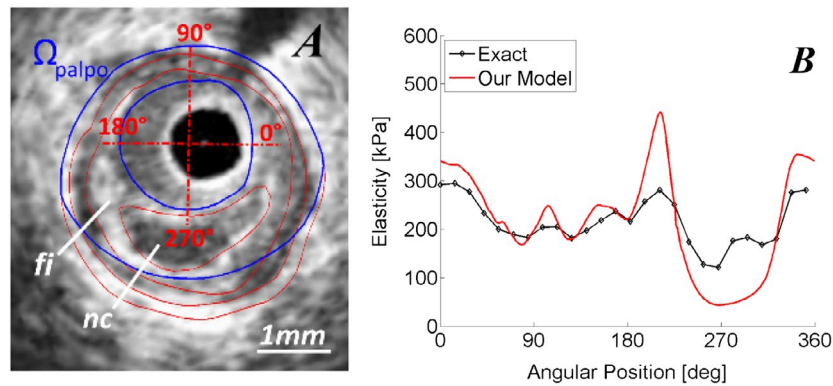 A
Ω palpo
90°
180°
0°
270°
fi
nc
1mm
B
Exact
Our Model
Elasticity [kPa]
600
500
400
300
200
100
0
0 90 180 270 360
Angular Position [deg]